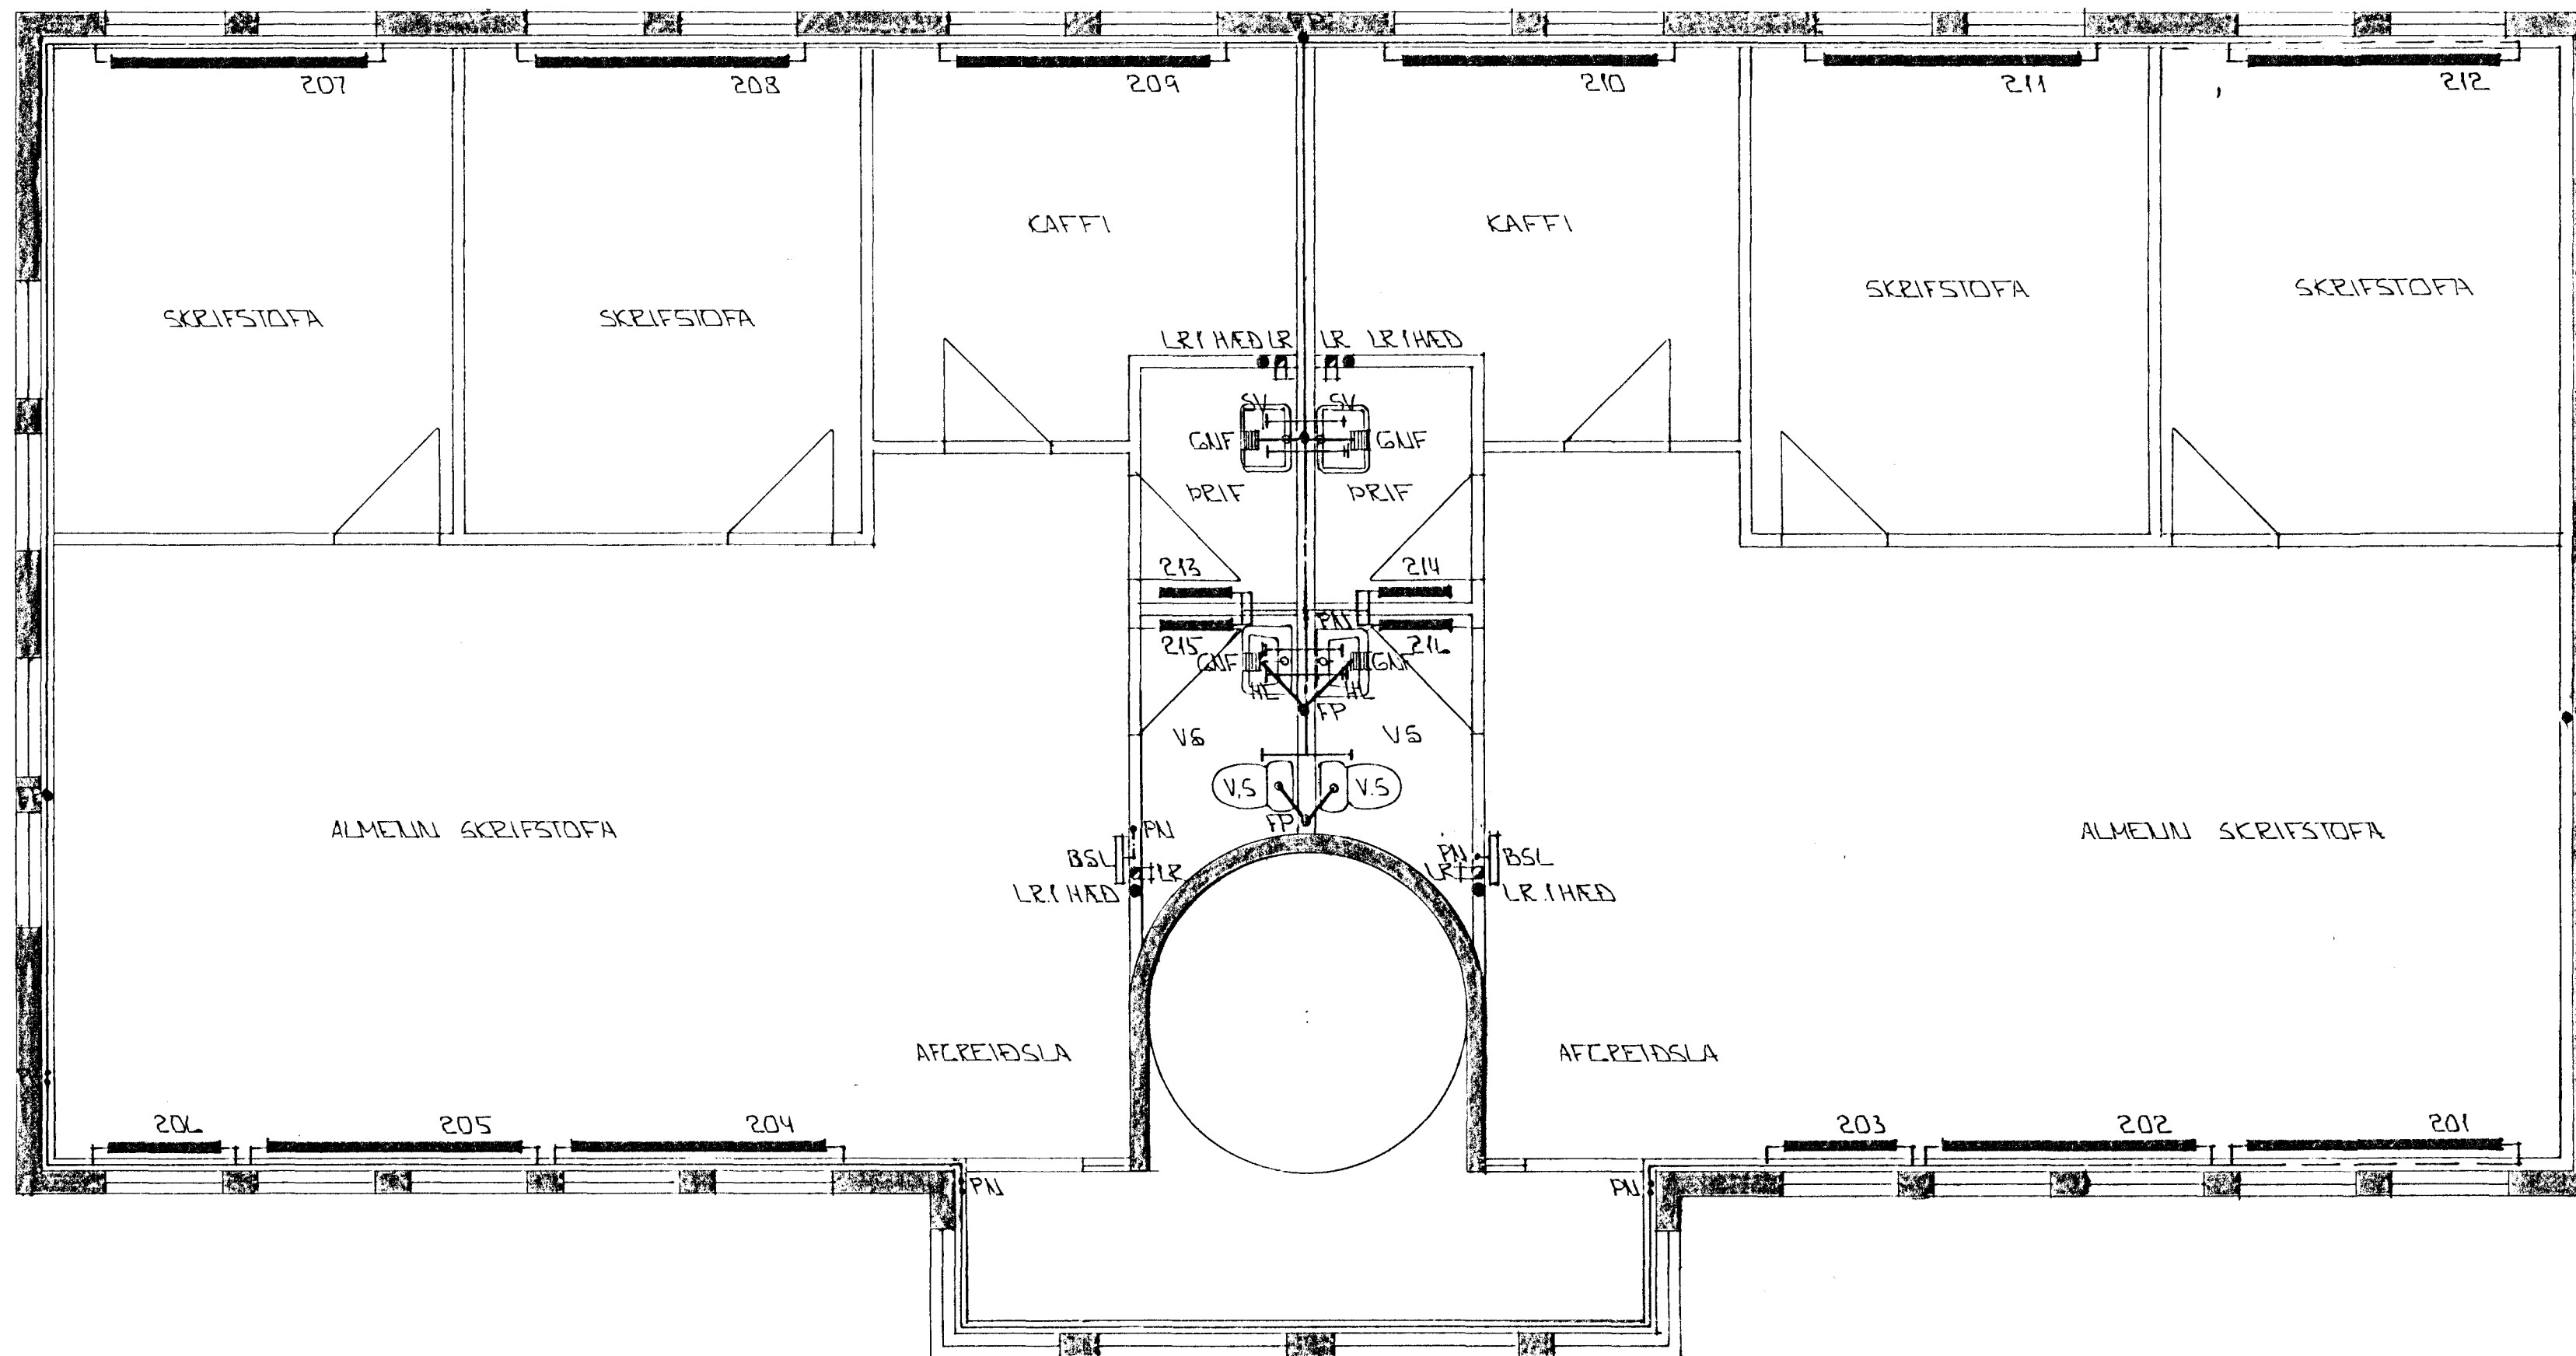 207
208
209
210
211
212
KAFFI
KAFFI
SKRIFSTOFA
SKRIFSTOFA
SKRIFSTOFA
SKRIFSTOFA
LR Í HÆÐ LR
LR LR Í HÆÐ
SV
SV
GNF
GNF
ÞRIF
ÞRIF
213
214
PN
215
216
GNF
GNF
HL
HL
FP
VS
VS
V.S
V.S
FP
ALMENN SKRIFSTOFA
ALMENN SKRIFSTOFA
PN
PN
BSL
BSL
LR
LR
LR.Í HÆÐ
LR.Í HÆÐ
AFGREIÐSLA
AFGREIÐSLA
206
205
204
203
202
201
PN
PN